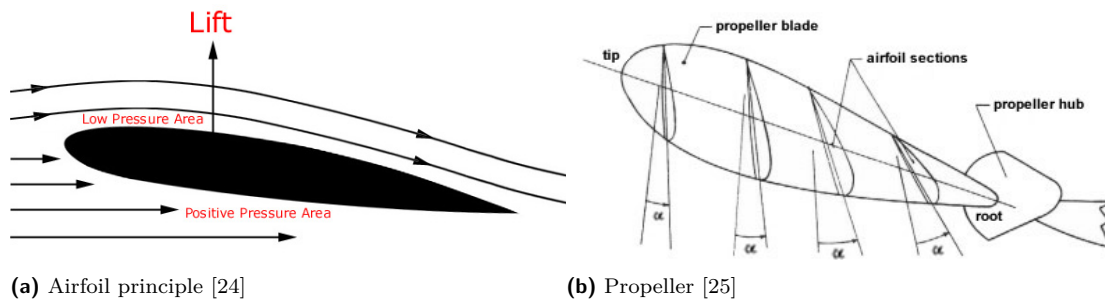 Lift
Low Pressure Area
Positive Pressure Area
(a) Airfoil principle [24]
propeller blade
tip
airfoil sections
propeller hub
root
α
α
α
α
(b) Propeller [25]